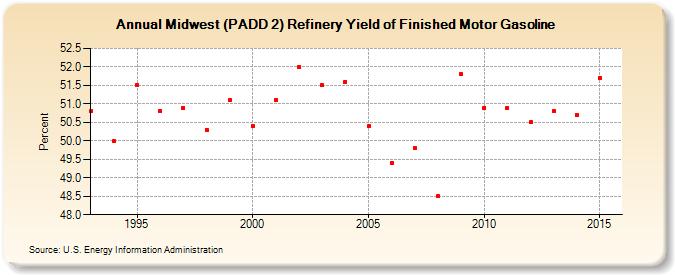 Annual Midwest (PADD 2) Refinery Yield of Finished Motor Gasoline
Percent
52.5
52.0
51.5
51.0
50.5
50.0
49.5
49.0
48.5
48.0
1995 2000 2005 2010 2015
Source: U.S. Energy Information Administration